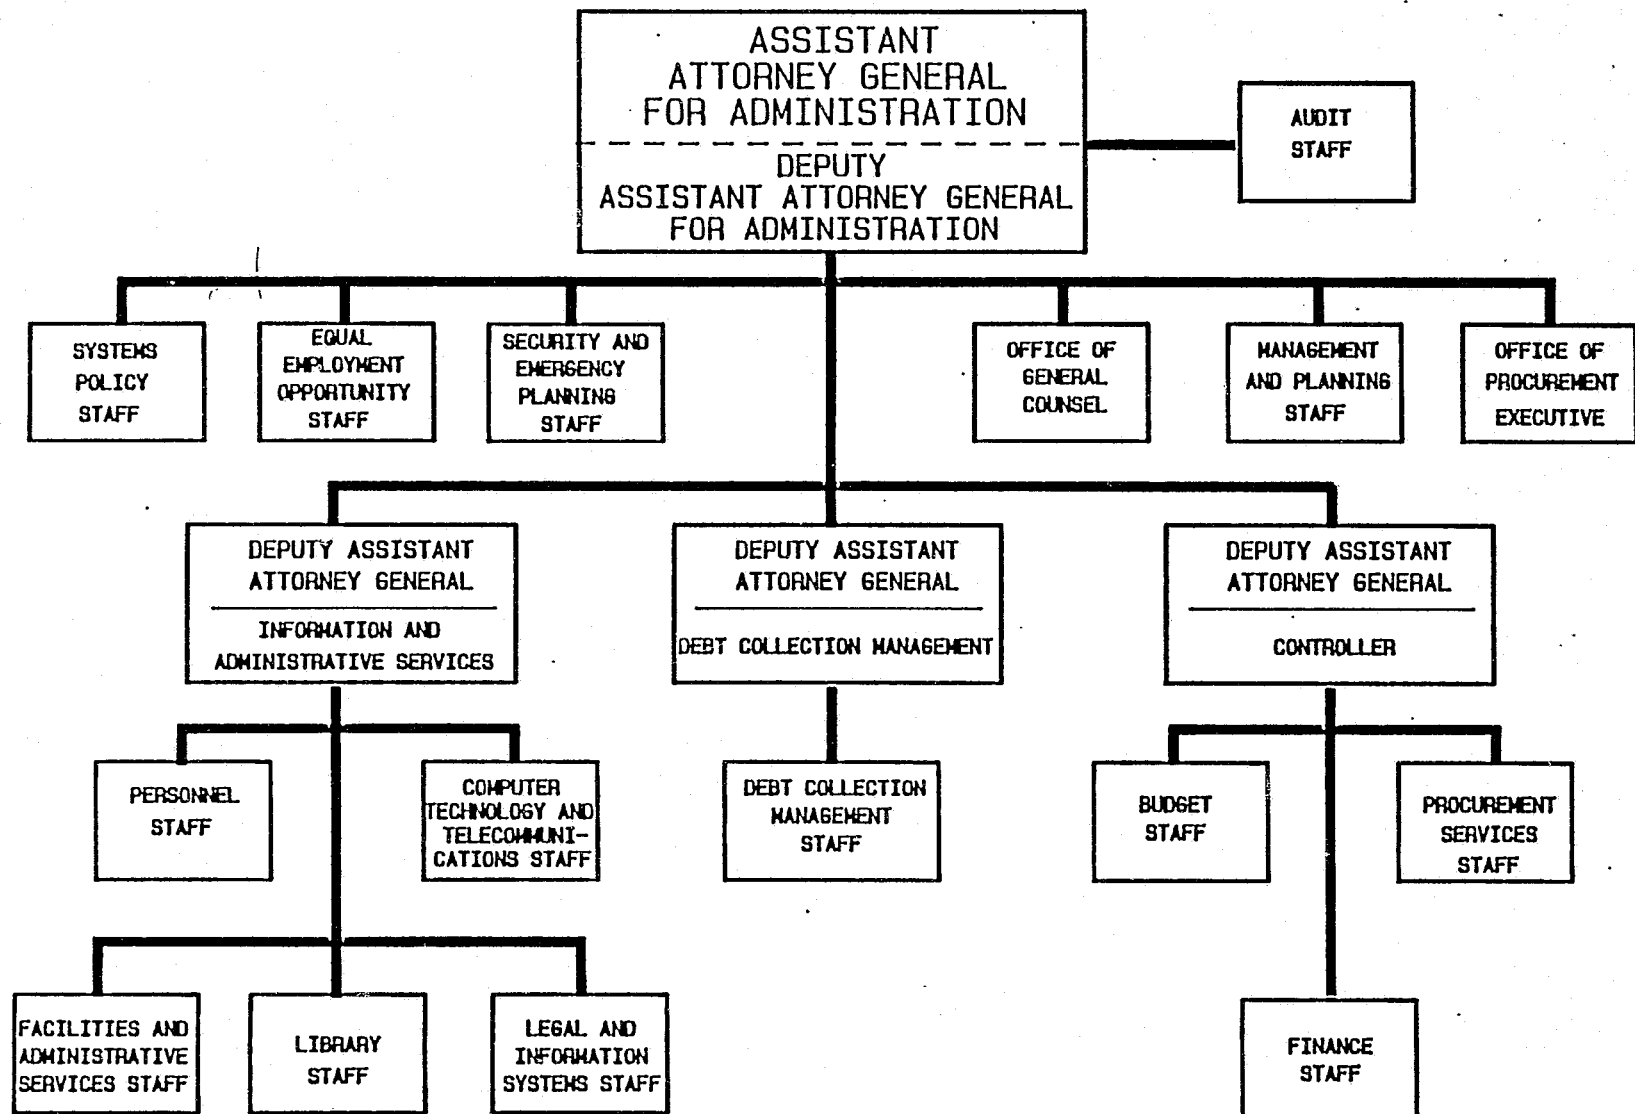 ASSISTANT
ATTORNEY GENERAL
FOR ADMINISTRATION
DEPUTY
ASSISTANT ATTORNEY GENERAL
FOR ADMINISTRATION
AUDIT
STAFF
SYSTEMS
POLICY
STAFF
EQUAL
EMPLOYMENT
OPPORTUNITY
STAFF
SECURITY AND
EMERGENCY
PLANNING
STAFF
OFFICE OF
GENERAL
COUNSEL
MANAGEMENT
AND PLANNING
STAFF
OFFICE OF
PROCUREMENT
EXECUTIVE
DEPUTY ASSISTANT
ATTORNEY GENERAL
INFORMATION AND
ADMINISTRATIVE SERVICES
DEPUTY ASSISTANT
ATTORNEY GENERAL
DEBT COLLECTION MANAGEMENT
DEPUTY ASSISTANT
ATTORNEY GENERAL
CONTROLLER
PERSONNEL
STAFF
COMPUTER
TECHNOLOGY AND
TELECOMMUNI-
CATIONS STAFF
DEBT COLLECTION
MANAGEMENT
STAFF
BUDGET
STAFF
PROCUREMENT
SERVICES
STAFF
FACILITIES AND
ADMINISTRATIVE
SERVICES STAFF
LIBRARY
STAFF
LEGAL AND
INFORMATION
SYSTEMS STAFF
FINANCE
STAFF